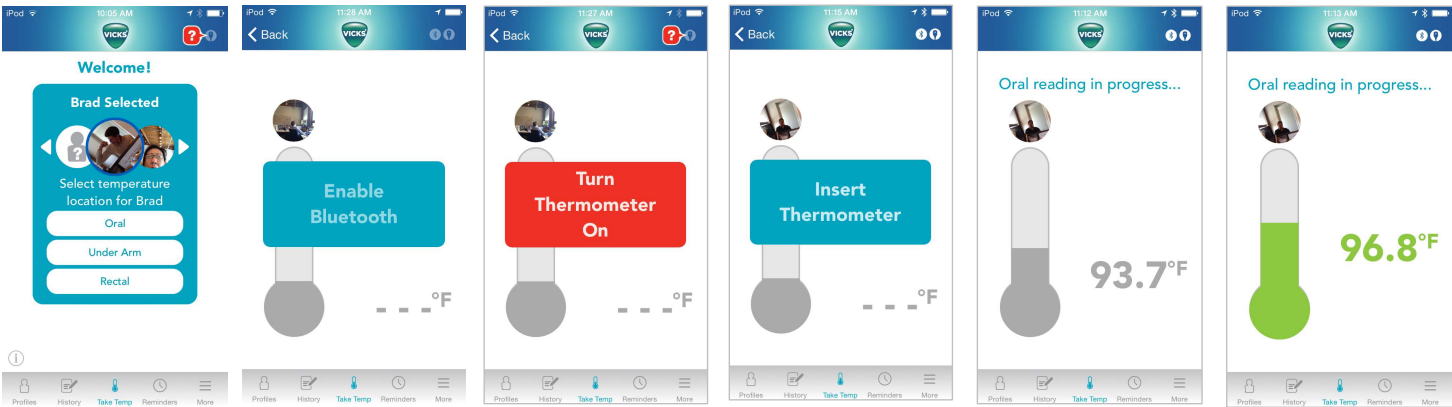 iPod 10:05 AM
VICKS
?
Welcome!
Brad Selected
?
Select temperature
location for Brad
Oral
Under Arm
Rectal
i
Profiles History Take Temp Reminders More
iPod 11:28 AM
Back VICKS
Enable
Bluetooth
- - - °F
Profiles History Take Temp Reminders More
iPod 11:27 AM
Back VICKS ?
Turn
Thermometer
On
- - - °F
Profiles History Take Temp Reminders More
iPod 11:15 AM
Back VICKS
Insert
Thermometer
- - - °F
Profiles History Take Temp Reminders More
iPod 11:12 AM
VICKS
Oral reading in progress...
93.7°F
Profiles History Take Temp Reminders More
iPod 11:13 AM
VICKS
Oral reading in progress...
96.8°F
Profiles History Take Temp Reminders More